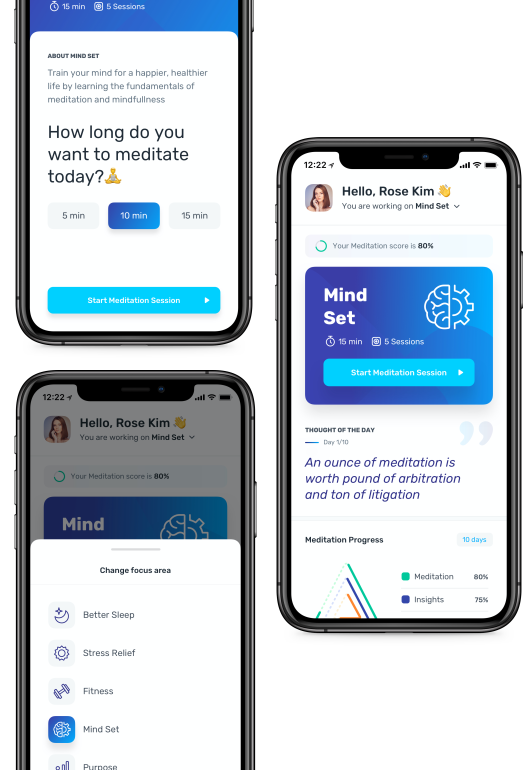 15 min 5 Sessions
ABOUT MIND SET
Train your mind for a happier, healthier
life by learning the fundamentals of
meditation and mindfullness
How long do you
want to meditate
today?
5 min 10 min 15 min
Start Meditation Session
12:22
Hello, Rose Kim
You are working on Mind Set
Your Meditation score is 80%
Mind
Change focus area
Better Sleep
Stress Relief
Fitness
Mind Set
Purpose
12:22
Hello, Rose Kim
You are working on Mind Set
Your Meditation score is 80%
Mind
Set
15 min 5 Sessions
Start Meditation Session
THOUGHT OF THE DAY
Day 1/10
An ounce of meditation is
worth pound of arbitration
and ton of litigation
Meditation Progress 10 days
Meditation 80%
Insights 75%